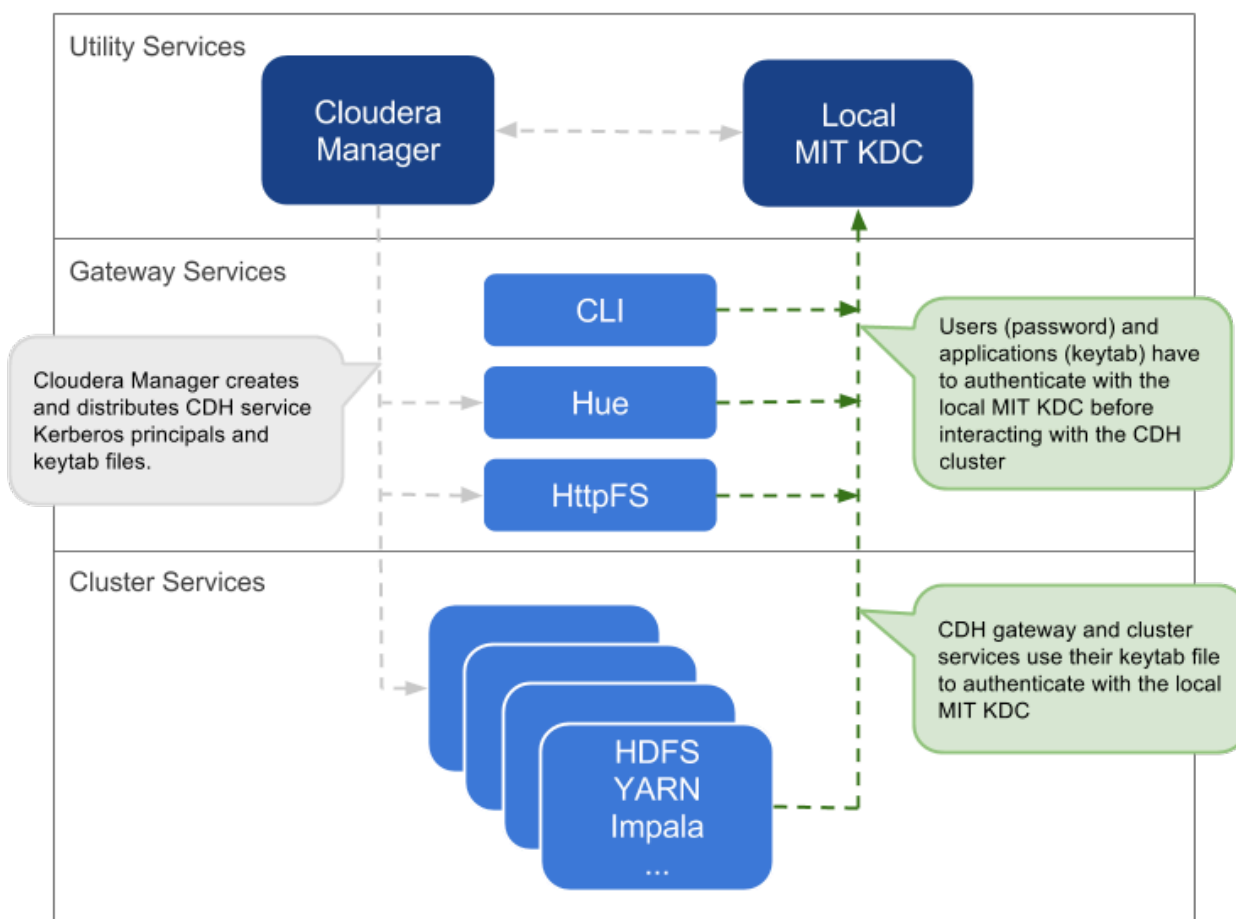 Utility Services
Cloudera
Manager
Local
MIT KDC
Gateway Services
CLI
Hue
HttpFS
Cloudera Manager creates
and distributes CDH service
Kerberos principals and
keytab files.
Users (password) and
applications (keytab) have
to authenticate with the
local MIT KDC before
interacting with the CDH
cluster
Cluster Services
HDFS
YARN
Impala
...
CDH gateway and cluster
services use their keytab file
to authenticate with the local
MIT KDC